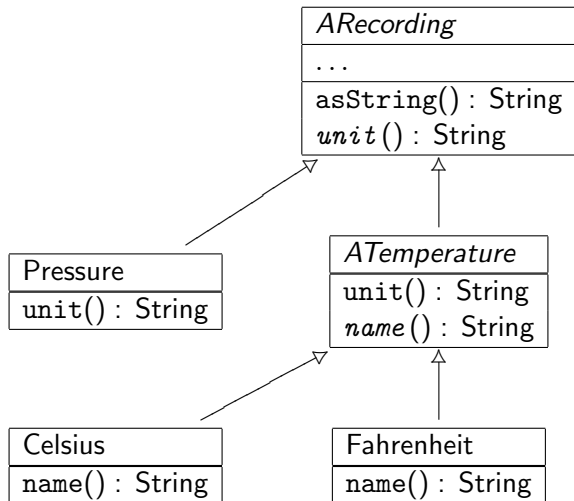 ARecording
...
asString() : String
unit() : String
Pressure
unit() : String
ATemperature
unit() : String
name() : String
Celsius
name() : String
Fahrenheit
name() : String